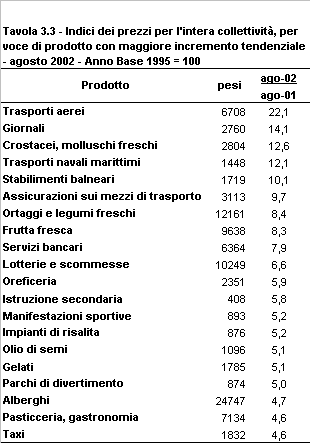 Tavola 3.3 - Indici dei prezzi per l'intera collettività, per
voce di prodotto con maggiore incremento tendenziale
- agosto 2002 - Anno Base 1995 = 100
Prodotto pesi ago-02
ago-01
Trasporti aerei 6708 22,1
Giornali 2760 14,1
Crostacei, molluschi freschi 2804 12,6
Trasporti navali marittimi 1448 12,1
Stabilimenti balneari 1719 10,1
Assicurazioni sui mezzi di trasporto 3113 9,7
Ortaggi e legumi freschi 12161 8,4
Frutta fresca 9638 8,3
Servizi bancari 6364 7,9
Lotterie e scommesse 10249 6,6
Oreficeria 2351 5,9
Istruzione secondaria 408 5,8
Manifestazioni sportive 893 5,2
Impianti di risalita 876 5,2
Olio di semi 1096 5,1
Gelati 1785 5,1
Parchi di divertimento 874 5,0
Alberghi 24747 4,7
Pasticceria, gastronomia 7134 4,6
Taxi 1832 4,6